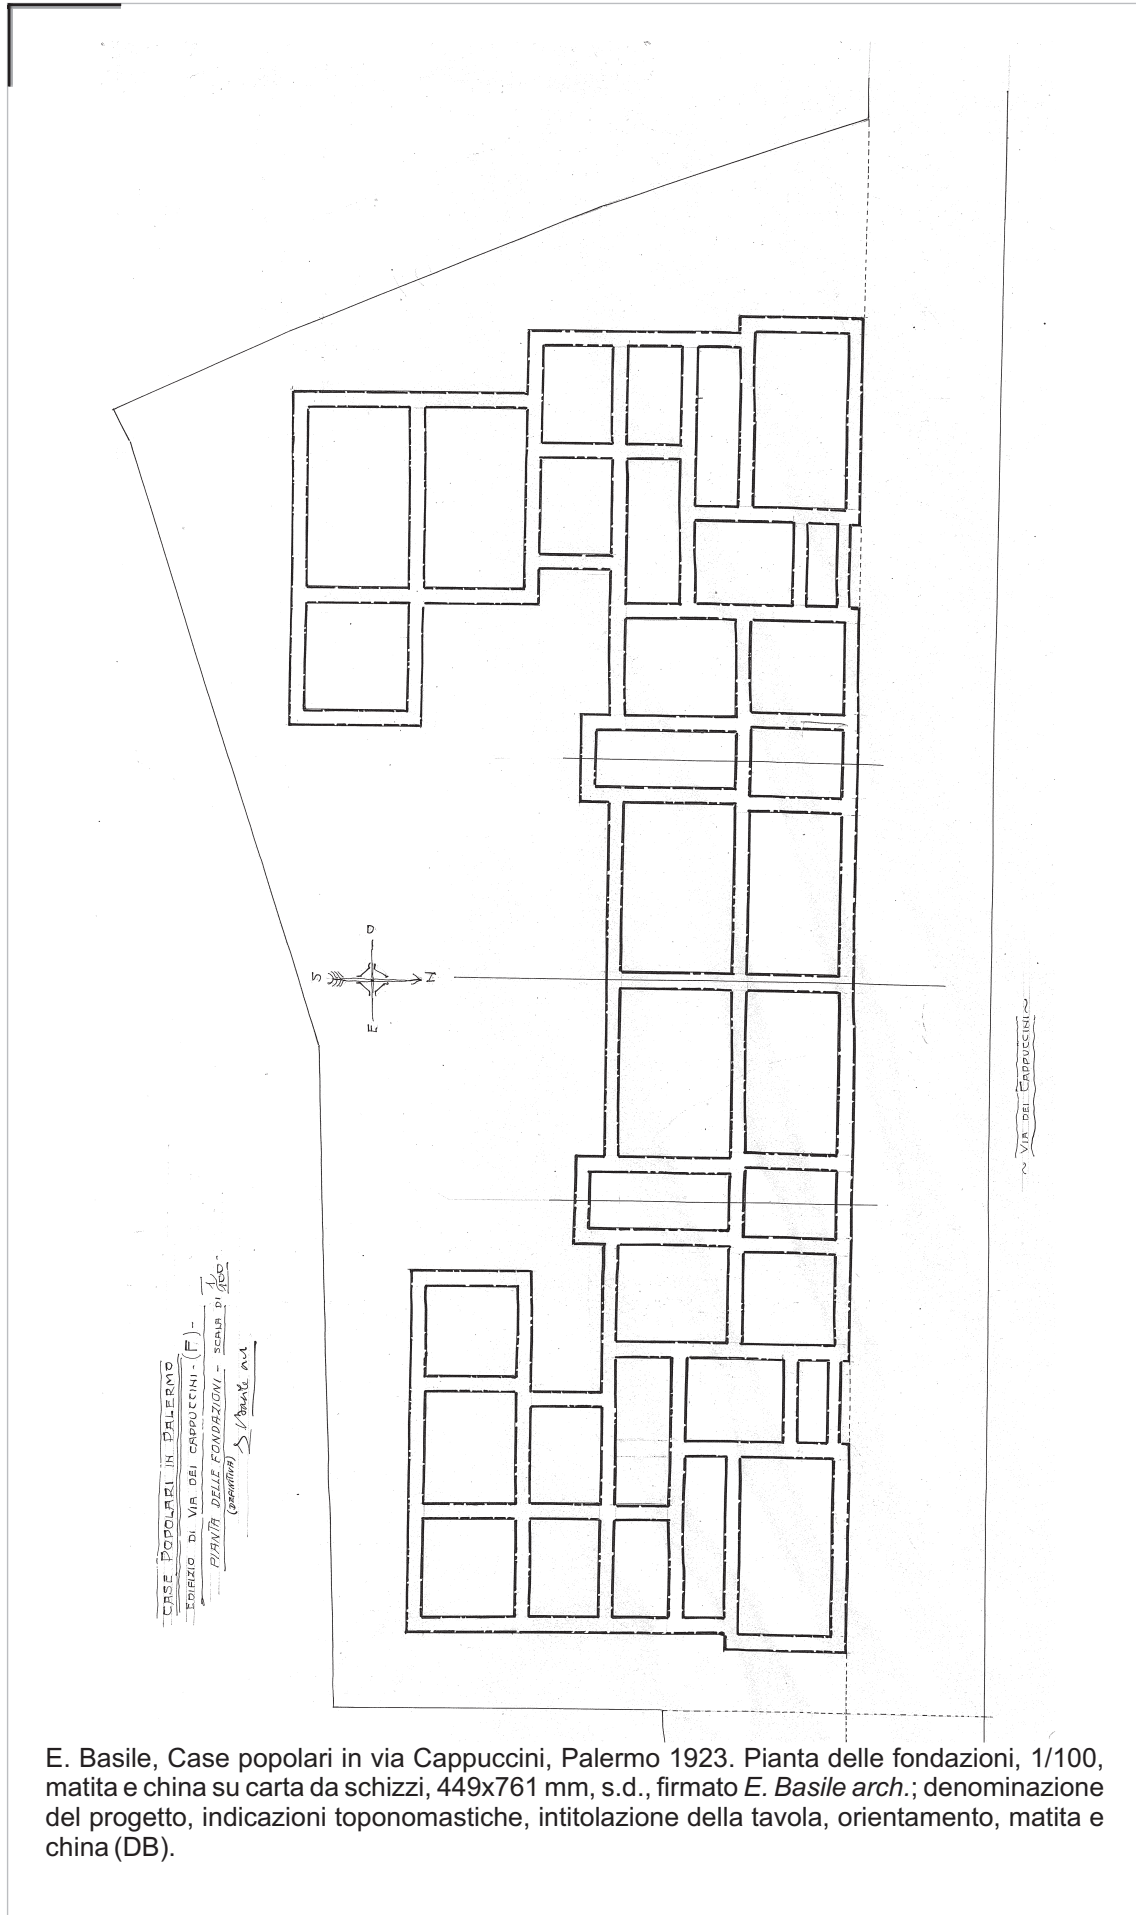 O
S
N
E
~ VIA DEI CAPPUCCINI ~
CASE POPOLARI IN PALERMO
EDIFIZIO DI VIA DEI CAPPUCCINI - (F) -
PIANTA DELLE FONDAZIONI - SCALA DI 1/100 -
(DEFINITIVA)
E. Basile, Case popolari in via Cappuccini, Palermo 1923. Pianta delle fondazioni, 1/100,
matita e china su carta da schizzi, 449x761 mm, s.d., firmato E. Basile arch.; denominazione
del progetto, indicazioni toponomastiche, intitolazione della tavola, orientamento, matita e
china (DB).